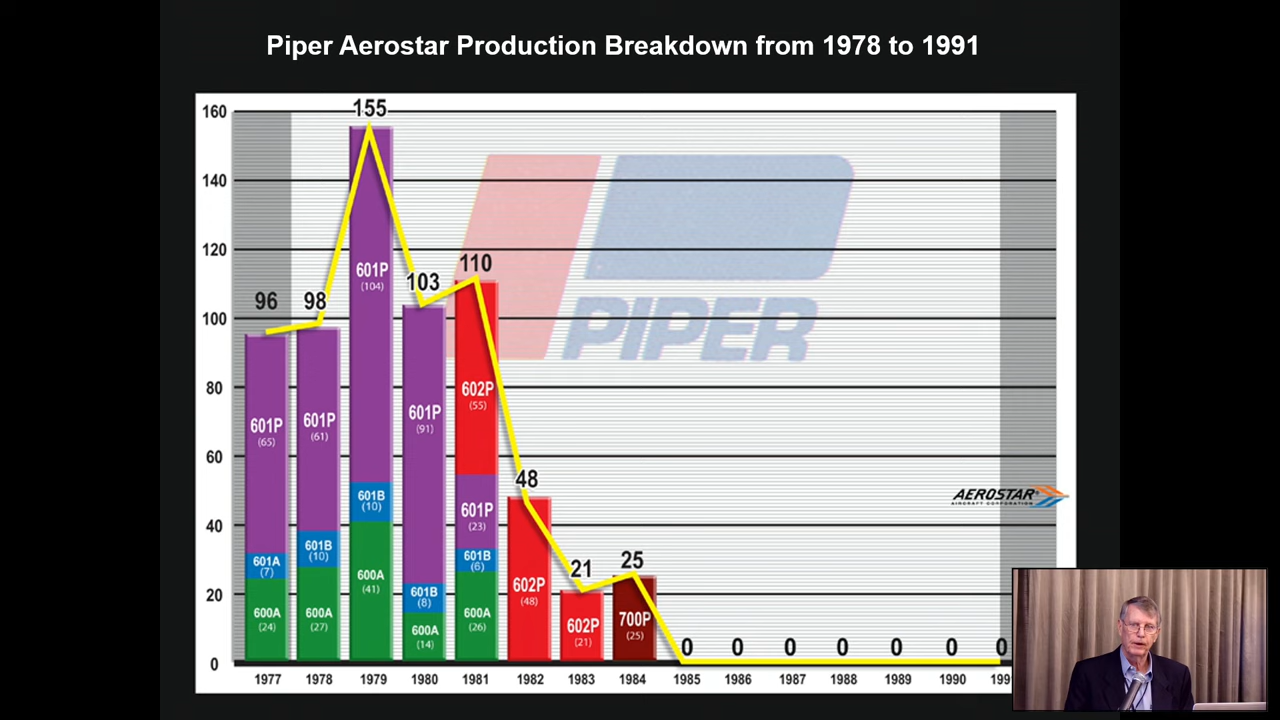 Piper Aerostar Production Breakdown from 1978 to 1991
160
140
120
100
80
60
40
20
0
96
98
155
103
110
48
21
25
0 0 0 0 0 0 0
601P
(65)
601A
(7)
600A
(24)
601P
(61)
601B
(10)
600A
(27)
601P
(104)
601B
(10)
600A
(41)
601P
(91)
601B
(8)
600A
(14)
602P
(55)
601P
(23)
601B
(6)
600A
(26)
602P
(48)
602P
(21)
700P
(25)
PIPER
AEROSTAR
AIRCRAFT CORPORATION
1977 1978 1979 1980 1981 1982 1983 1984 1985 1986 1987 1988 1989 1990